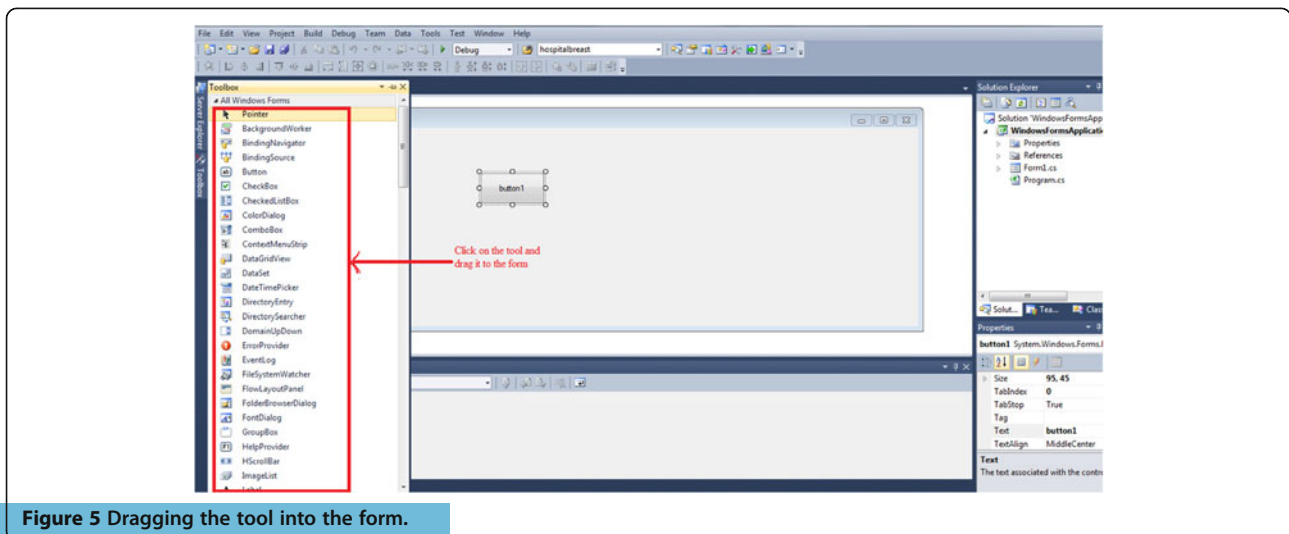 File Edit View Project Build Debug Team Data Tools Test Window Help
Debug hospitalbreast
Toolbox
All Windows Forms
Pointer
BackgroundWorker
BindingNavigator
BindingSource
Button
CheckBox
CheckedListBox
ColorDialog
ComboBox
ContextMenuStrip
DataGridView
DataSet
DateTimePicker
DirectoryEntry
DirectorySearcher
DomainUpDown
ErrorProvider
EventLog
FileSystemWatcher
FlowLayoutPanel
FolderBrowserDialog
FontDialog
GroupBox
HelpProvider
HScrollBar
ImageList
Label
Server Explorer
Toolbox
button1
Click on the tool and
drag it to the form
Solution Explorer
Solution 'WindowsFormsApp
WindowsFormsApplicati
Properties
References
Form1.cs
Program.cs
Solut... Tea... Clas
Properties
button1 System.Windows.Forms.
Size 95, 45
TabIndex 0
TabStop True
Tag
Text button1
TextAlign MiddleCenter
Text
The text associated with the contr
Figure 5 Dragging the tool into the form.